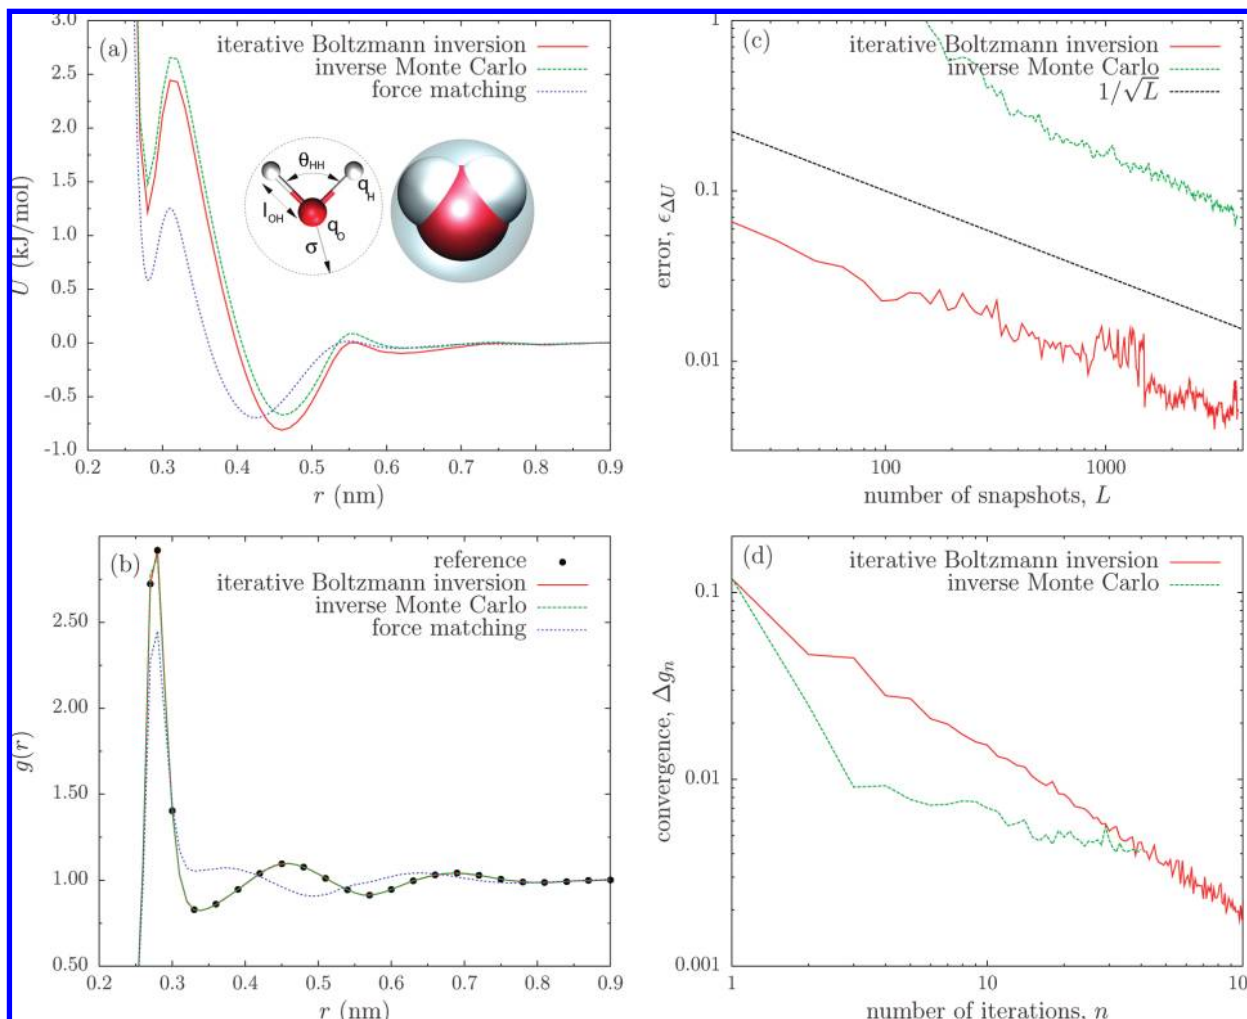 (a)
iterative Boltzmann inversion
inverse Monte Carlo
force matching
3.0
2.5
2.0
1.5
1.0
0.5
0.0
-0.5
-1.0
U (kJ/mol)
θHH
qH
lOH
qO
σ
0.2 0.3 0.4 0.5 0.6 0.7 0.8 0.9
r (nm)
(c)
iterative Boltzmann inversion
inverse Monte Carlo
1/√L
1
0.1
0.01
error, ϵΔU
100 1000
number of snapshots, L
(b)
reference
iterative Boltzmann inversion
inverse Monte Carlo
force matching
2.50
2.00
1.50
1.00
0.50
g(r)
0.2 0.3 0.4 0.5 0.6 0.7 0.8 0.9
r (nm)
(d)
iterative Boltzmann inversion
inverse Monte Carlo
0.1
0.01
0.001
convergence, Δgn
1 10 10
number of iterations, n